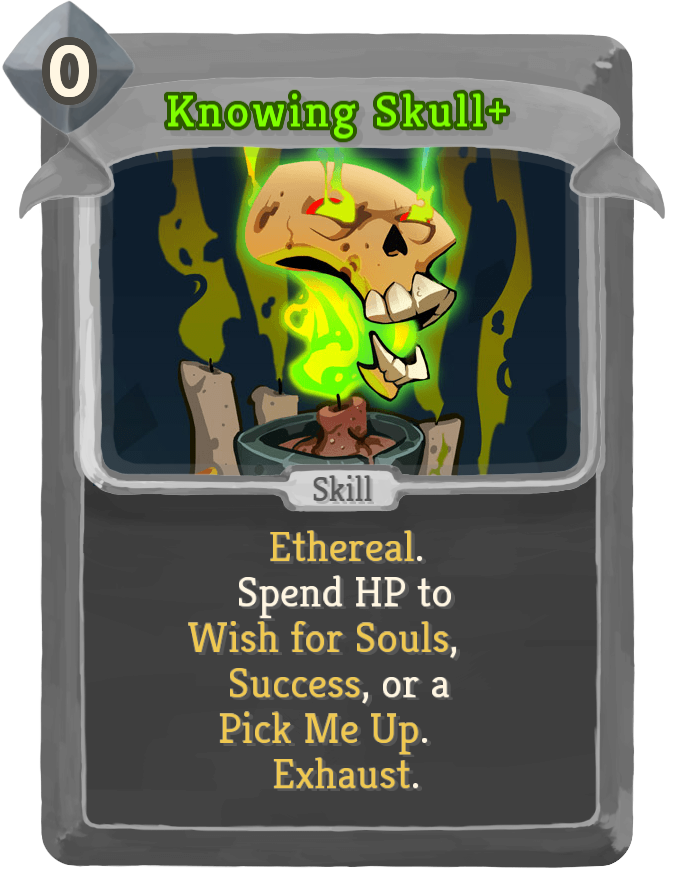 0
Knowing Skull+
Skill
Ethereal.
Spend HP to
Wish for Souls,
Success, or a
Pick Me Up.
Exhaust.